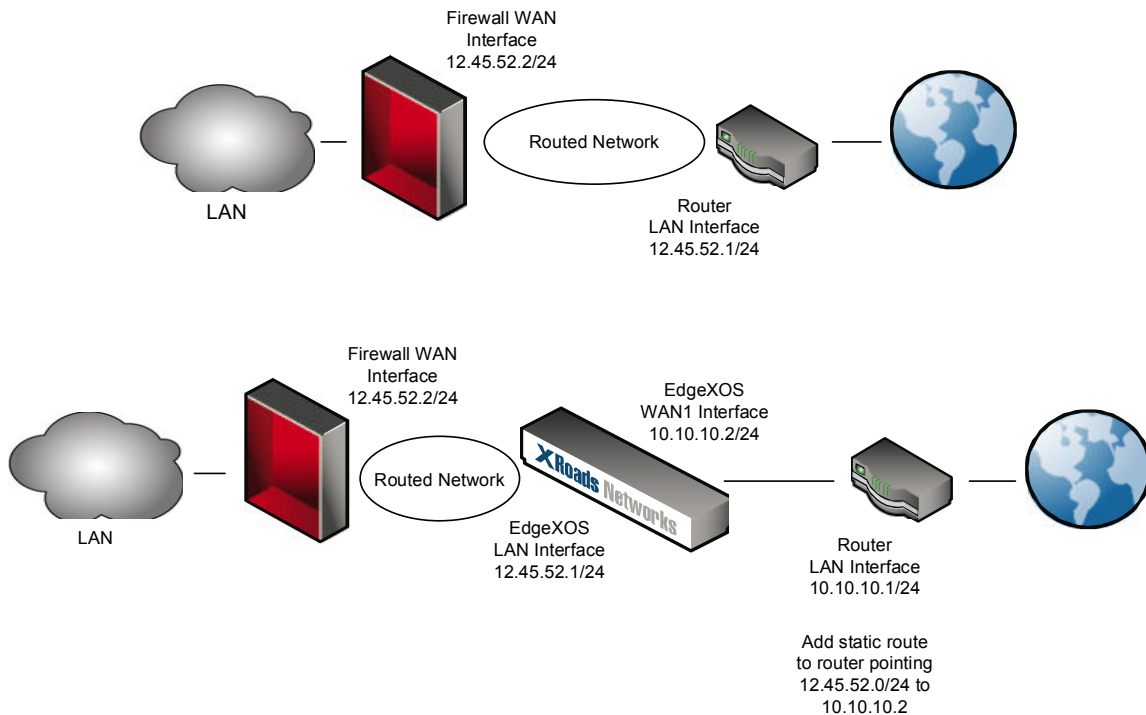 Firewall WAN
Interface
12.45.52.2/24
Routed Network
LAN
Router
LAN Interface
12.45.52.1/24
Firewall WAN
Interface
12.45.52.2/24
EdgeXOS
WAN1 Interface
10.10.10.2/24
XRoads Networks
Routed Network
LAN
EdgeXOS
LAN Interface
12.45.52.1/24
Router
LAN Interface
10.10.10.1/24
Add static route
to router pointing
12.45.52.0/24 to
10.10.10.2